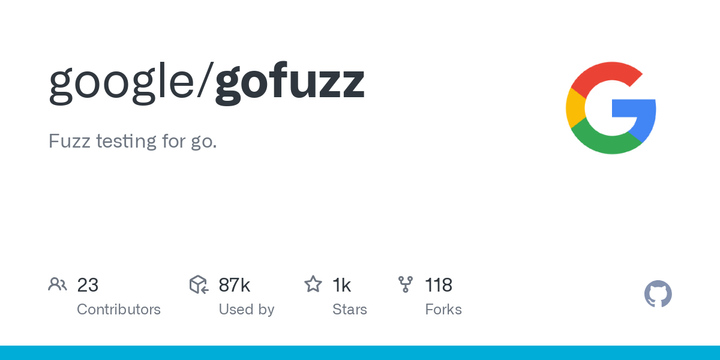 google/gofuzz
Fuzz testing for go.
23 87k 1k 118
Contributors Used by Stars Forks